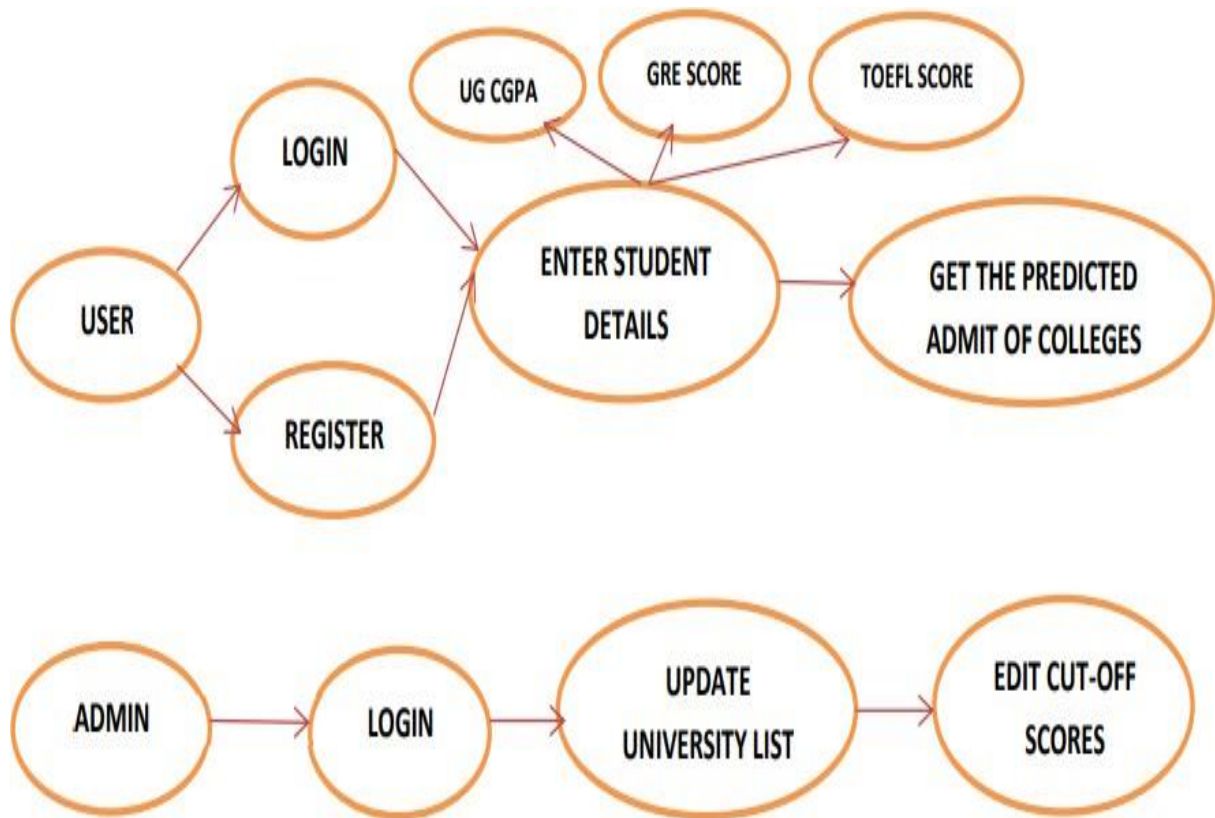 UG CGPA
GRE SCORE
TOEFL SCORE
LOGIN
ENTER STUDENT
DETAILS
GET THE PREDICTED
ADMIT OF COLLEGES
USER
REGISTER
ADMIN
LOGIN
UPDATE
UNIVERSITY LIST
EDIT CUT-OFF
SCORES